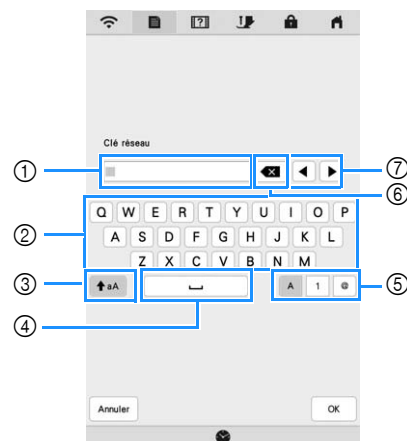 Clé réseau
① ⑦
⑥
Q W E R T Y U I O P
② A S D F G H J K L
Z X C V B N M
③ aA A 1 @ ⑤
④
Annuler OK